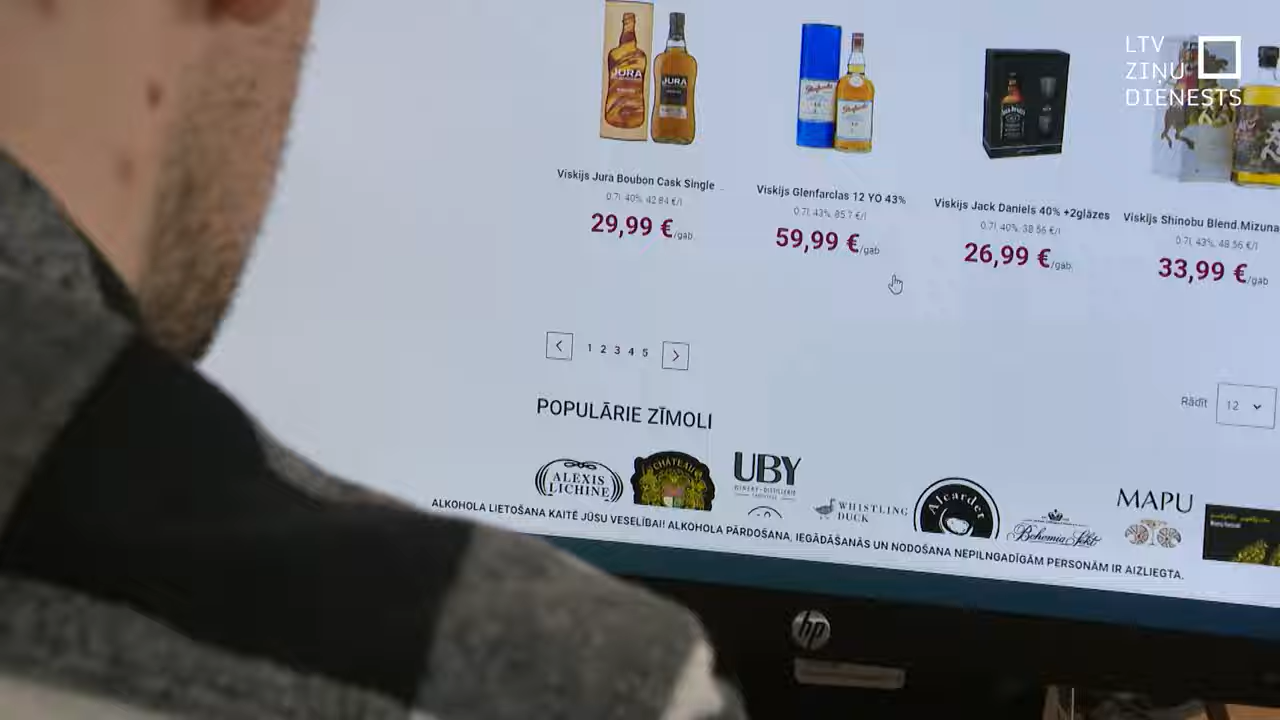 LTV
ZIŅU
DIENESTS
JURA
JURA
Viskijs Jura Boubon Cask Single ...
0.7l, 40%, 42.84 €/l
29,99 €/gab.
Viskijs Glenfarclas 12 YO 43%
0.7l, 43%, 85.7 €/l
59,99 €/gab.
Viskijs Jack Daniels 40% +2glāzes
0.7l, 40%, 38.56 €/l
26,99 €/gab.
Viskijs Shinobu Blend.Mizuna
0.7l, 43%, 48.56 €/l
33,99 €/gab.
1 2 3 4 5
Rādīt 12
POPULĀRIE ZĪMOLI
ALEXIS
LICHINE
CHÂTEAU
UBY
WHISTLING
DUCK
Alcarder
Bohemia Sekt
MAPU
ALKOHOLA LIETOŠANA KAITĒ JŪSU VESELĪBAI! ALKOHOLA PĀRDOŠANA, IEGĀDĀŠANĀS UN NODOŠANA NEPILNGADĪGĀM PERSONĀM IR AIZLIEGTA.
hp